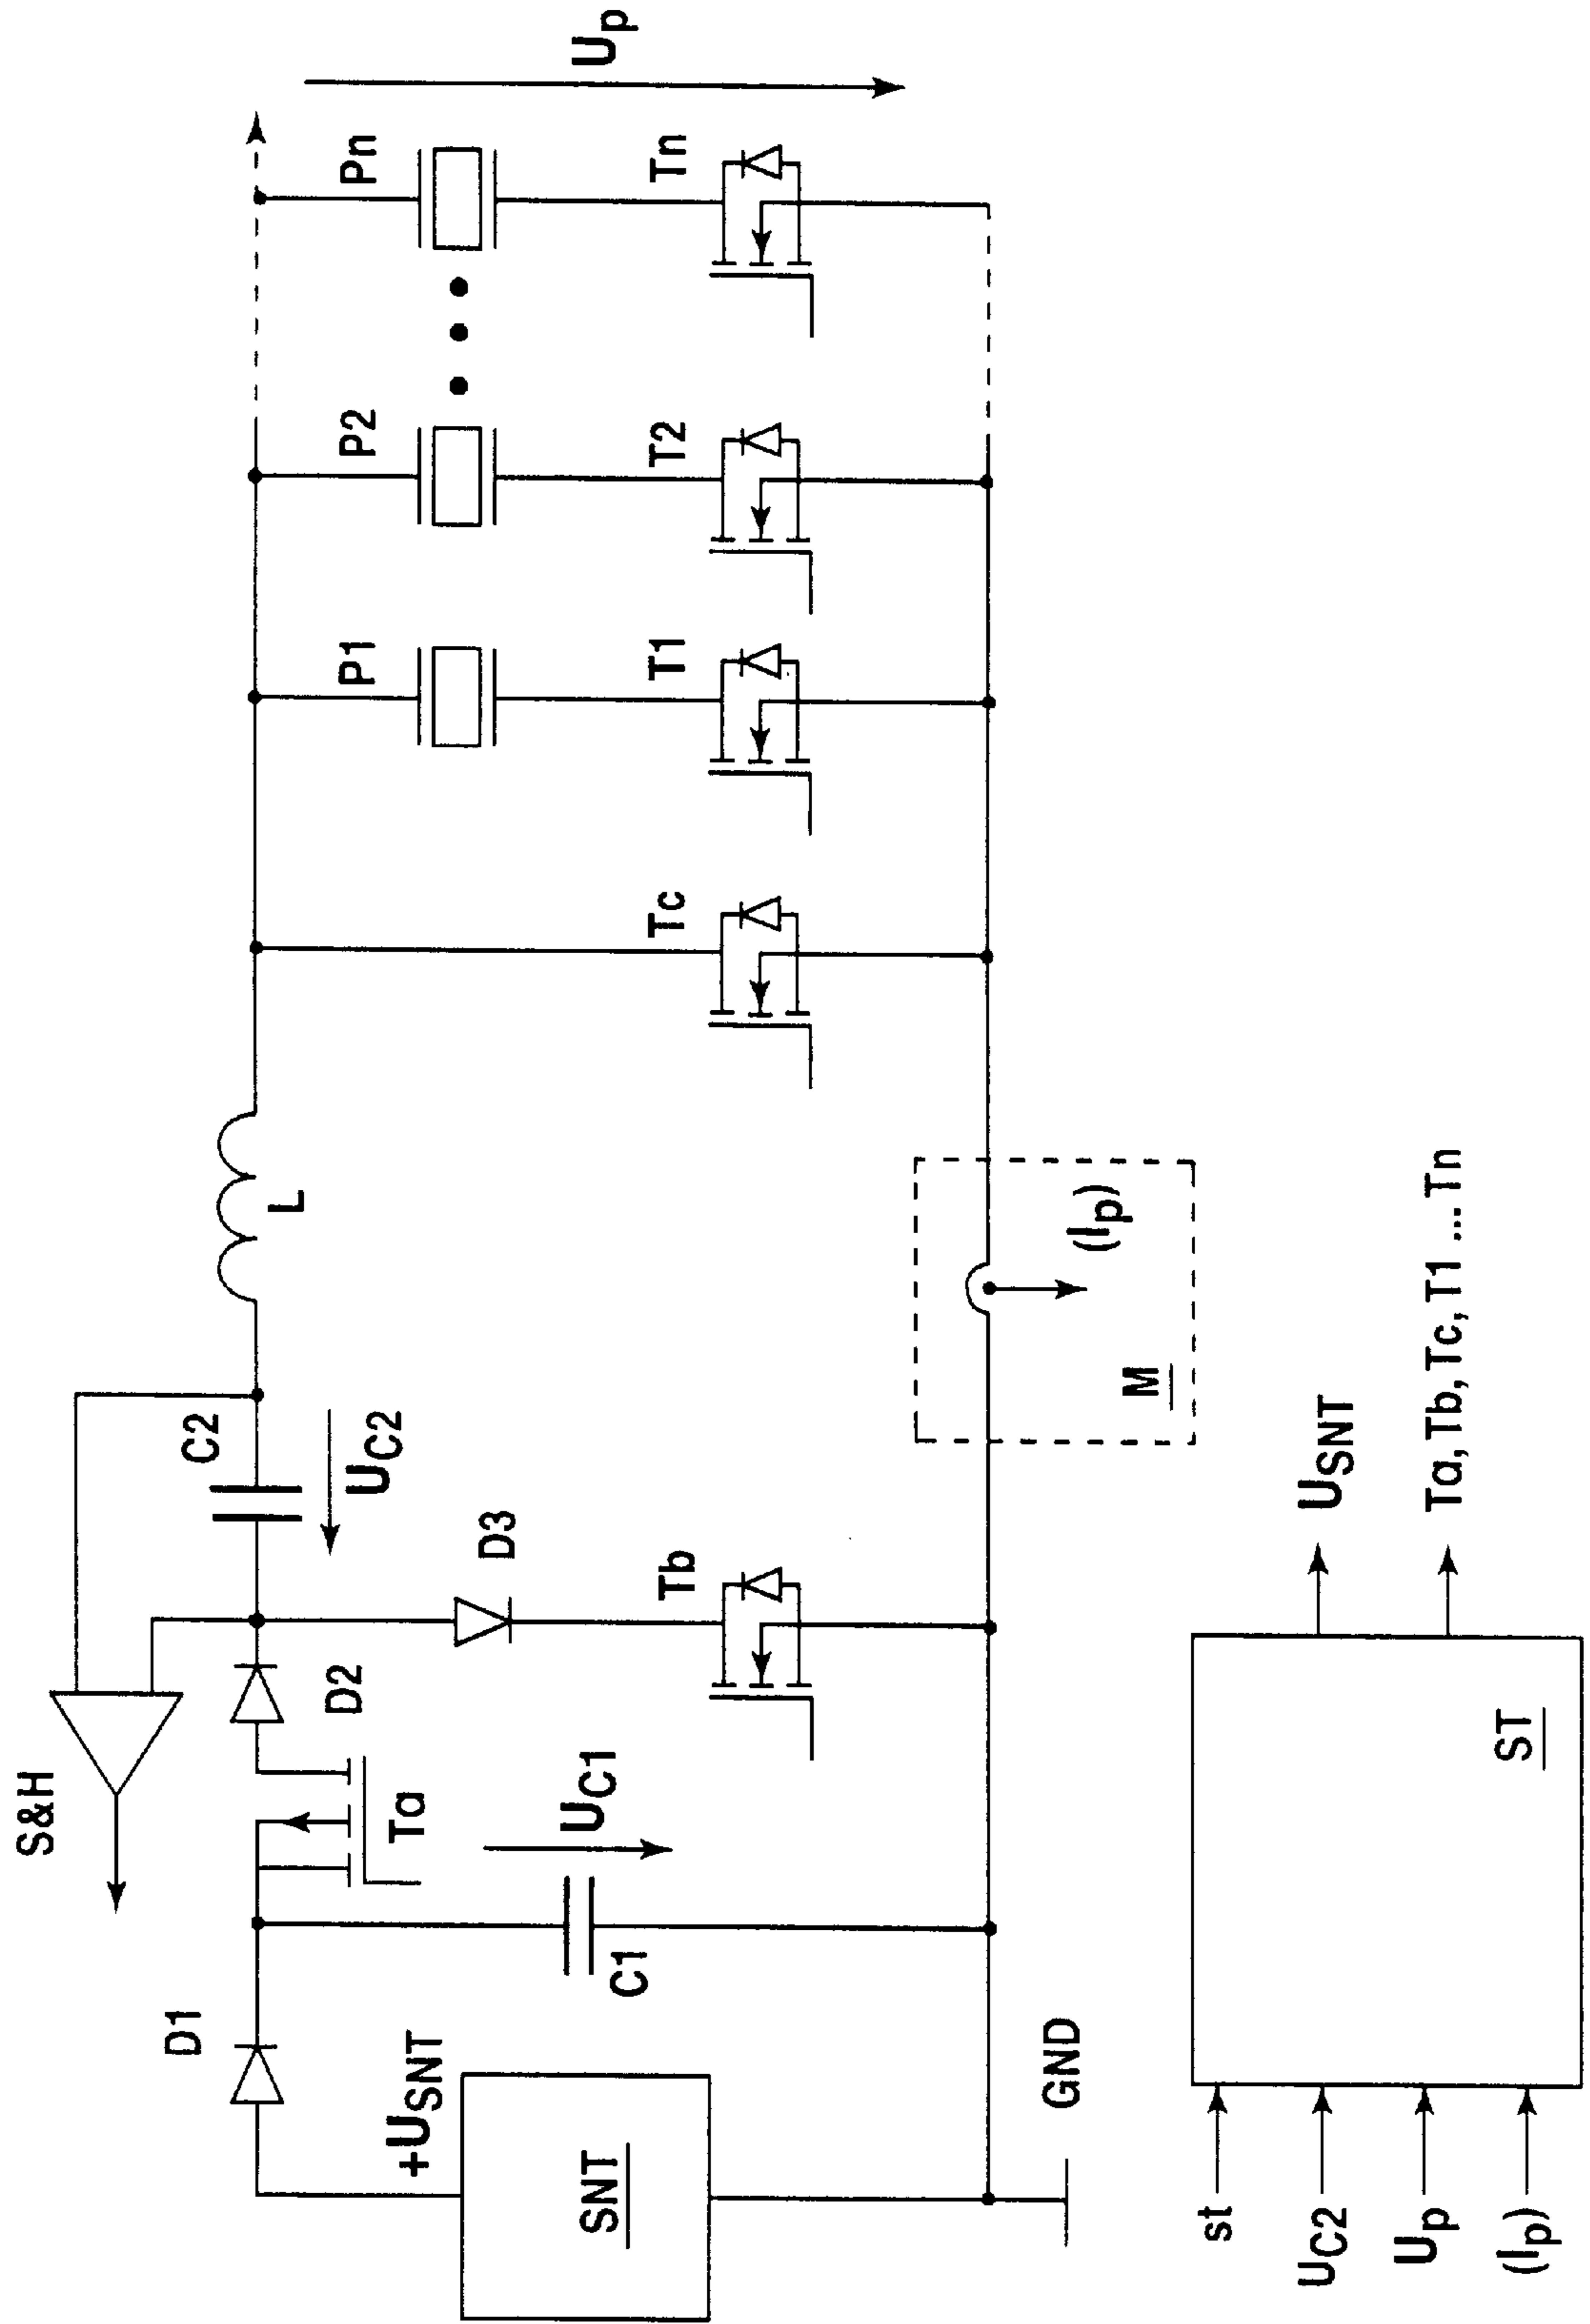 S&H
D1
+USNT
SNT
GND
C1
UC1
Ta
D2
D3
Tb
C2
UC2
L
M
(Ip)
Tc
P1
T1
P2
T2
Pn
Tn
Up
st
UC2
Up
(Ip)
ST
USNT
Ta, Tb, Tc, T1 ... Tn